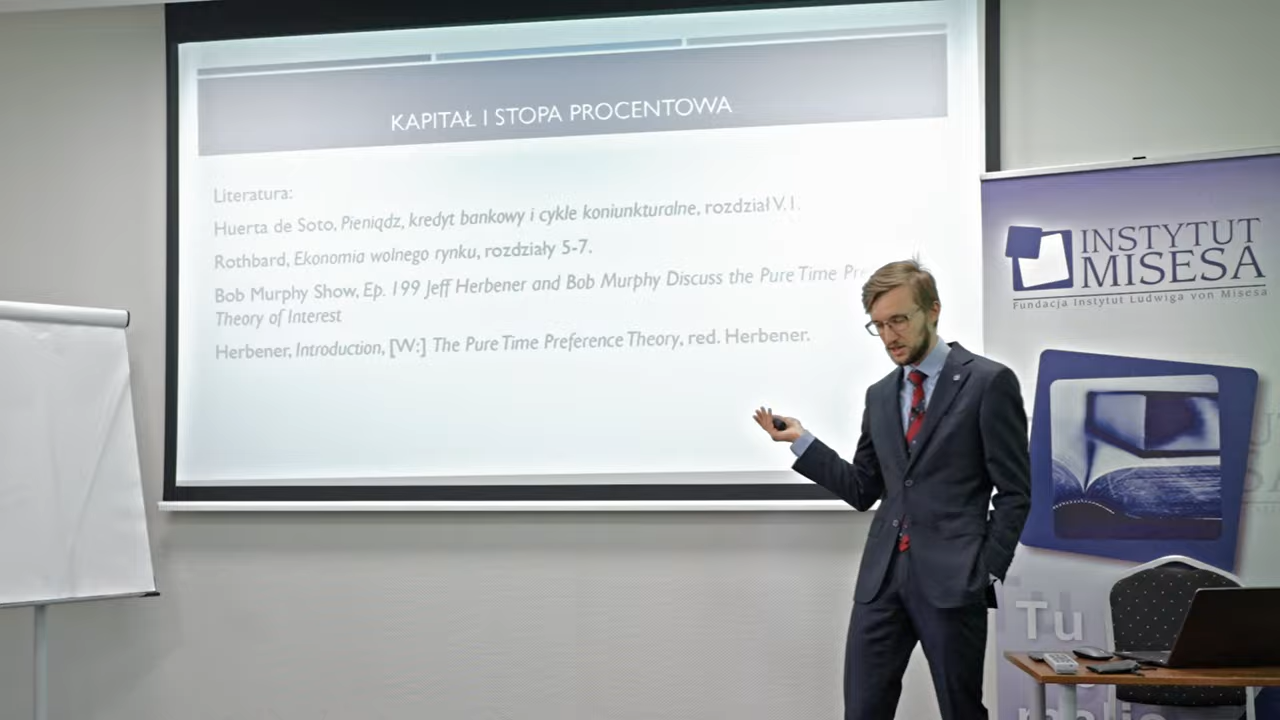 KAPITAŁ I STOPA PROCENTOWA
Literatura:
Huerta de Soto, Pieniądz, kredyt bankowy i cykle koniunkturalne, rozdział V.1.
Rothbard, Ekonomia wolnego rynku, rozdziały 5-7.
Bob Murphy Show, Ep. 199 Jeff Herbener and Bob Murphy Discuss the Pure Time
Theory of Interest
Herbener, Introduction, [W:] The Pure Time Preference Theory, red. Herbener.
INSTYTUT
MISESA
Fundacja Instytut Ludwiga von Misesa
Tu